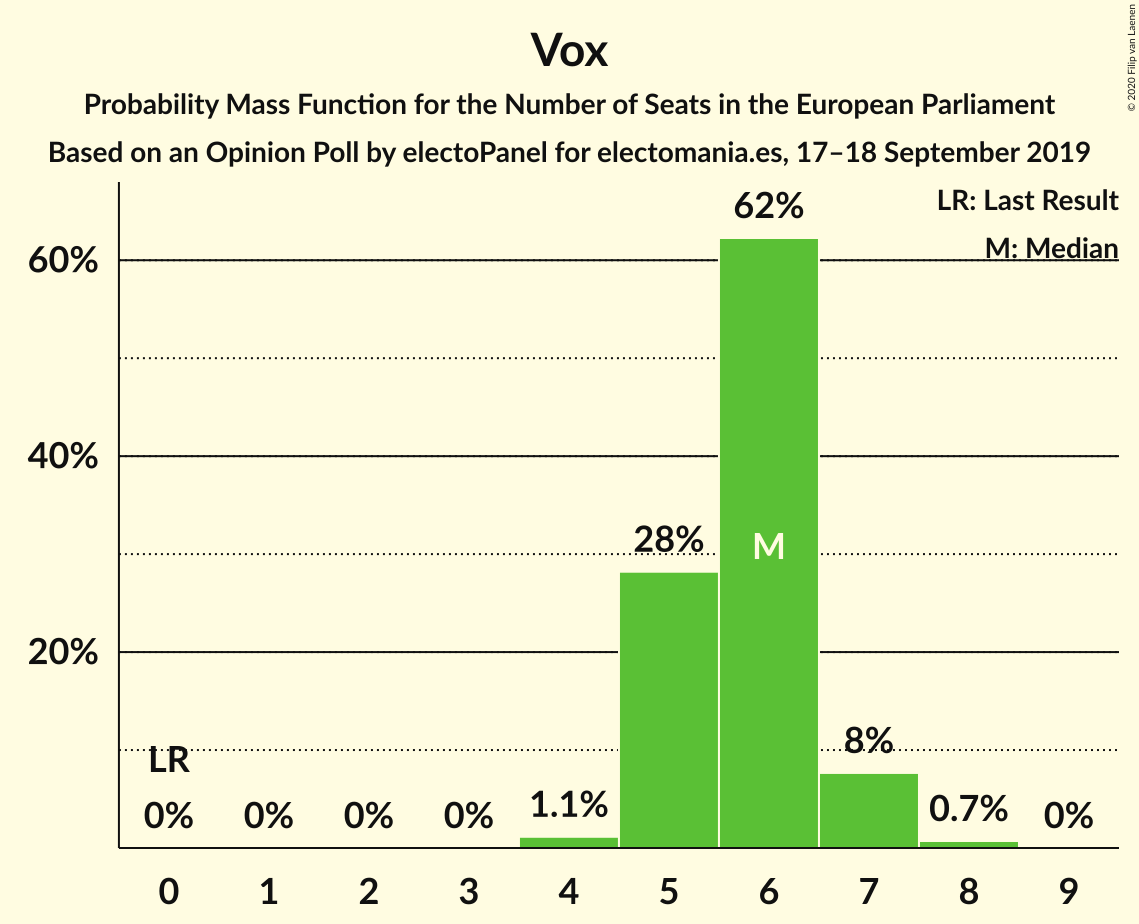 Vox
Probability Mass Function for the Number of Seats in the European Parliament
Based on an Opinion Poll by electoPanel for electomania.es, 17–18 September 2019
© 2020 Filip van Laenen
LR: Last Result
M: Median
60%
40%
20%
62%
28%
M
LR
8%
0% 0% 0% 0% 1.1% 0.7% 0%
0 1 2 3 4 5 6 7 8 9